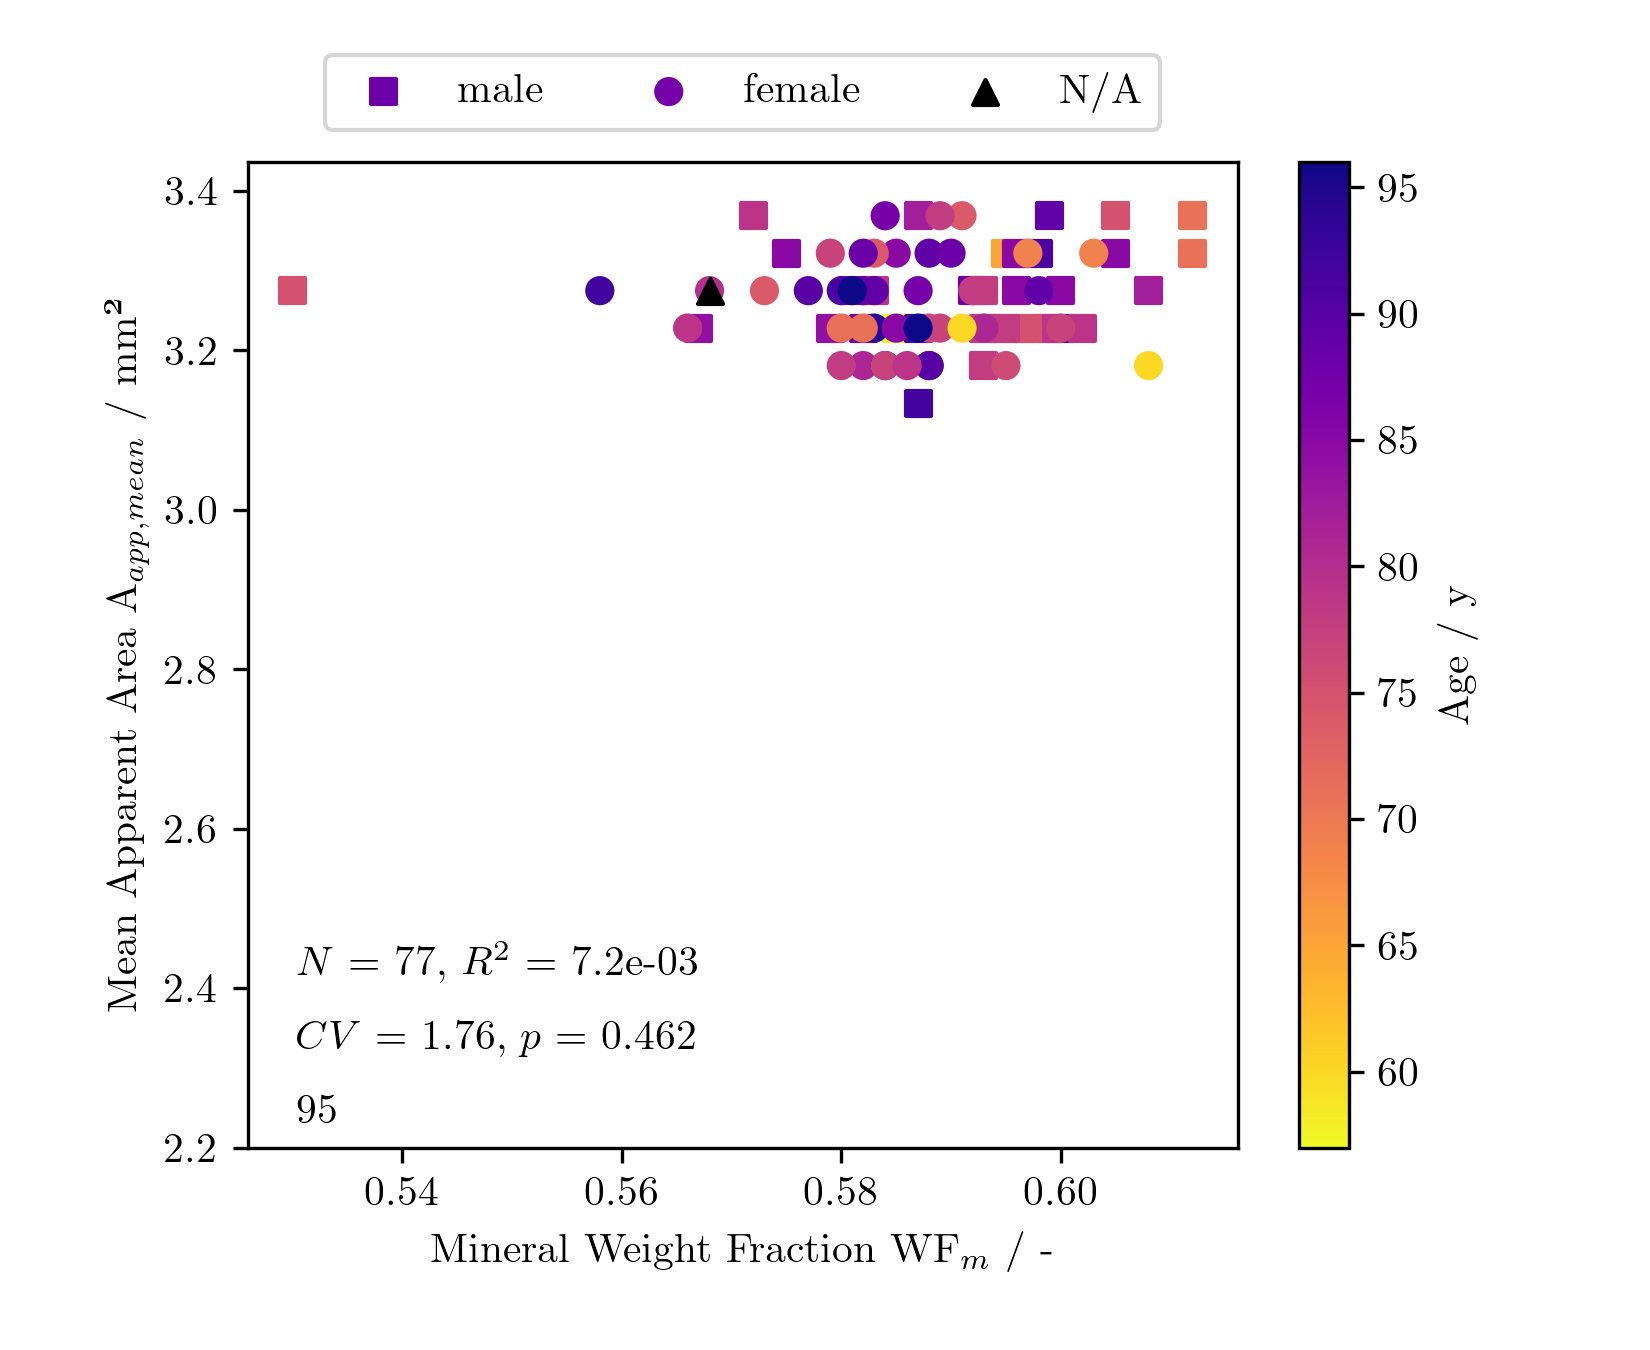 male female N/A
3.4
3.2
3.0
2.8
2.6
2.4
2.2
Mean Apparent Area A_{app,mean} / mm²
N = 77, R² = 7.2e-03
CV = 1.76, p = 0.462
95
0.54 0.56 0.58 0.60
Mineral Weight Fraction WF_m / -
95
90
85
80
75
70
65
60
Age / y